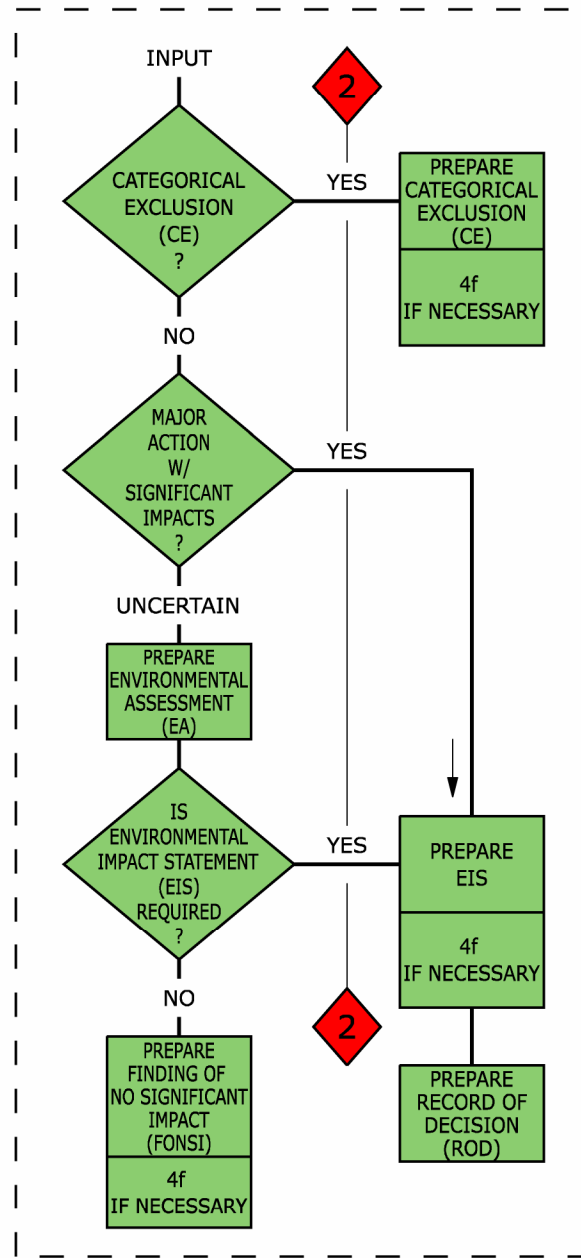 INPUT
2
CATEGORICAL
EXCLUSION
(CE)
?
YES
PREPARE
CATEGORICAL
EXCLUSION
(CE)
4f
IF NECESSARY
NO
MAJOR
ACTION
W/
SIGNIFICANT
IMPACTS
?
YES
UNCERTAIN
PREPARE
ENVIRONMENTAL
ASSESSMENT
(EA)
IS
ENVIRONMENTAL
IMPACT STATEMENT
(EIS)
REQUIRED
?
YES
PREPARE
EIS
4f
IF NECESSARY
NO
2
PREPARE
FINDING OF
NO SIGNIFICANT
IMPACT
(FONSI)
4f
IF NECESSARY
PREPARE
RECORD OF
DECISION
(ROD)